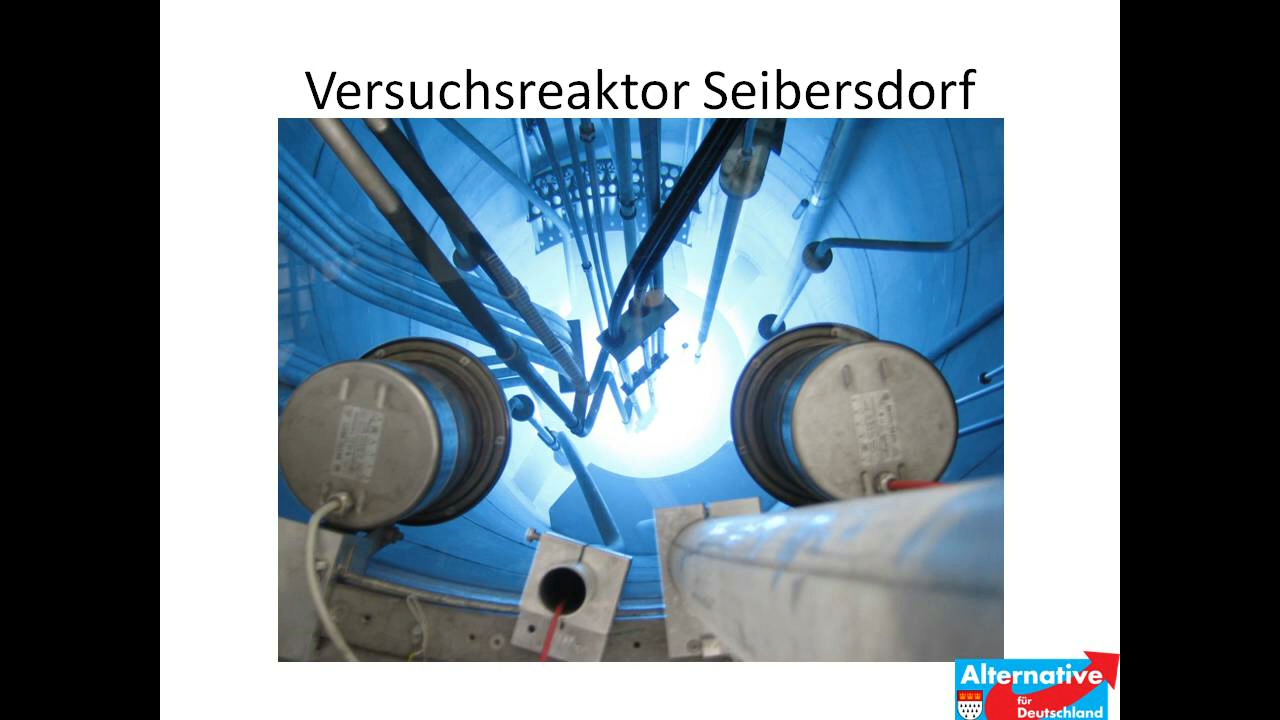 Versuchsreaktor Seibersdorf
Alternative
für
Deutschland